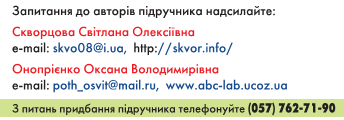 Запитання до авторів підручника надсилайте:
Скворцова Світлана Олексіївна
e-mail: skvo08@i.ua, http://skvor.info/
Онопрієнко Оксана Володимирівна
e-mail: poth_osvit@mail.ru, www.abc-lab.ucoz.ua
З питань придбання підручника телефонуйте (057) 762-71-90